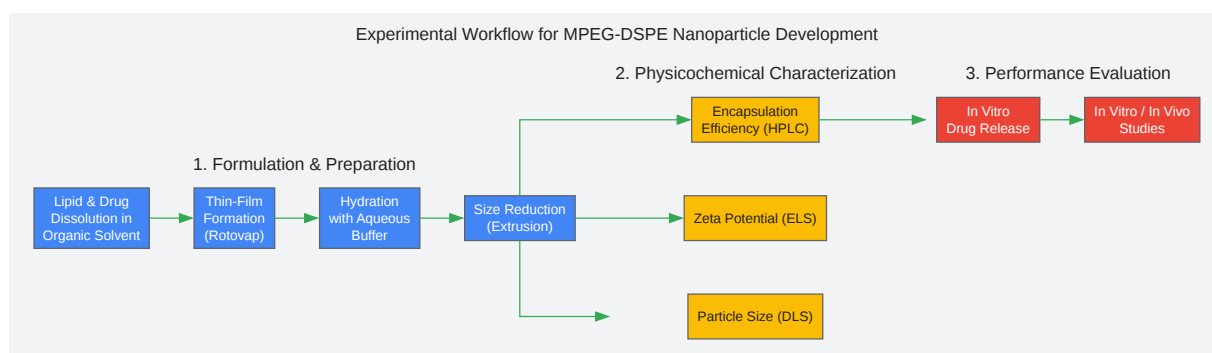 Experimental Workflow for MPEG-DSPE Nanoparticle Development
1. Formulation & Preparation
Lipid & Drug
Dissolution in
Organic Solvent
Thin-Film
Formation
(Rotovap)
Hydration
with Aqueous
Buffer
Size Reduction
(Extrusion)
2. Physicochemical Characterization
Encapsulation
Efficiency (HPLC)
Zeta Potential (ELS)
Particle Size (DLS)
3. Performance Evaluation
In Vitro
Drug Release
In Vitro / In Vivo
Studies